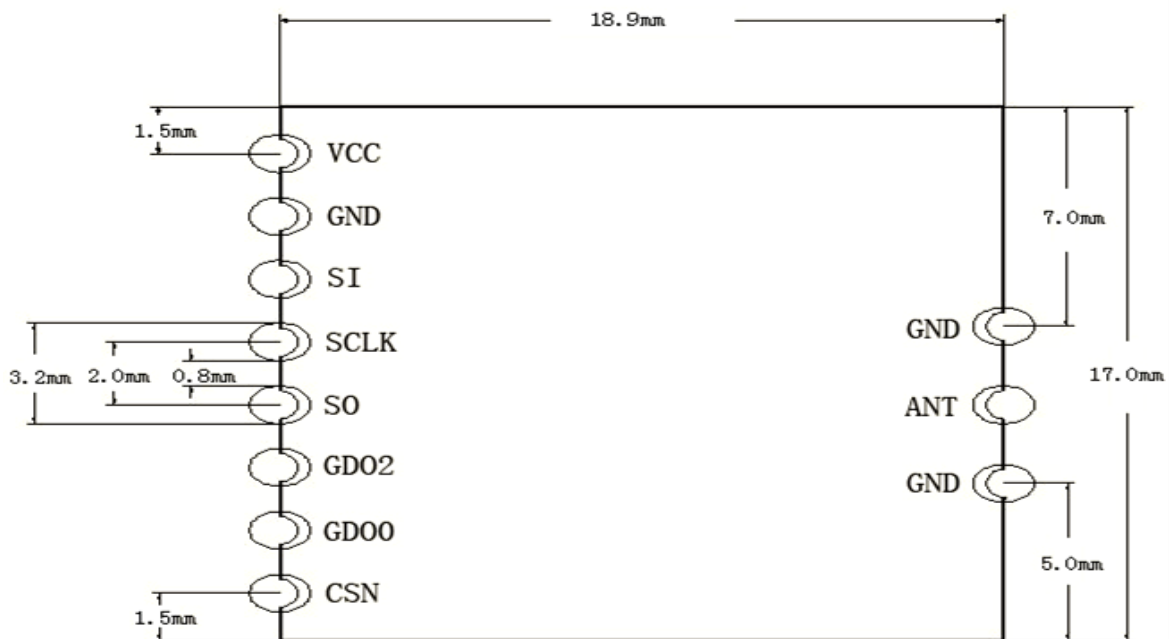 18.9mm
1.5mm
VCC
GND
7.0mm
SI
SCLK
GND
3.2mm
2.0mm
0.8mm
17.0mm
SO
ANT
GDO2
GND
GDO0
5.0mm
CSN
1.5mm